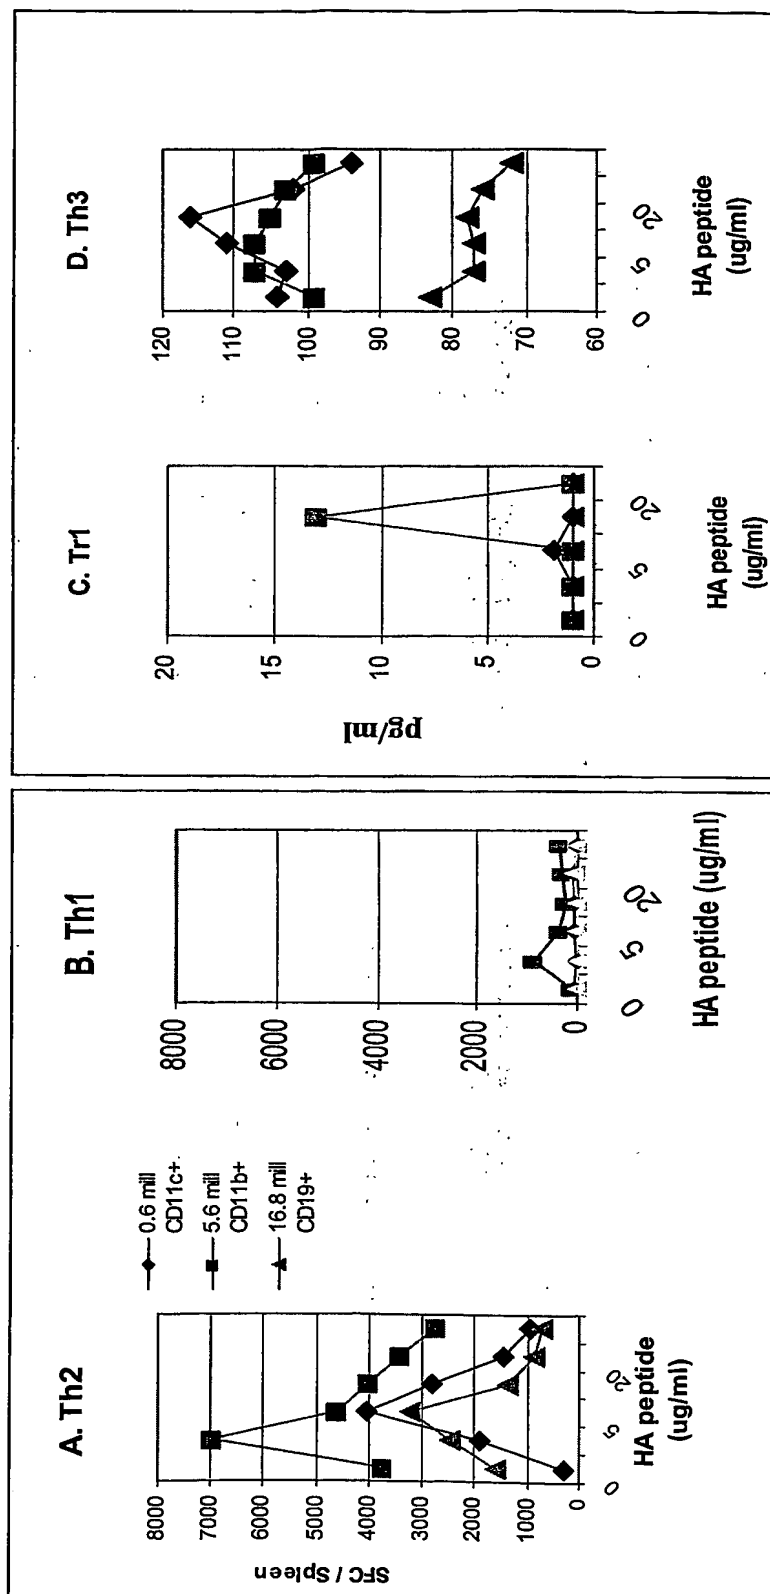 A. Th2
SFC / Spleen
8000
7000
6000
5000
4000
3000
2000
1000
0
0 5 20
HA peptide
(ug/ml)
0.6 mill
CD11c+
5.6 mill
CD11b+
16.8 mill
CD19+
B. Th1
8000
6000
4000
2000
0
0 5 20
HA peptide (ug/ml)
C. Tr1
pg/ml
20
15
10
5
0
0 5 20
HA peptide
(ug/ml)
D. Th3
120
110
100
90
80
70
60
0 5 20
HA peptide
(ug/ml)